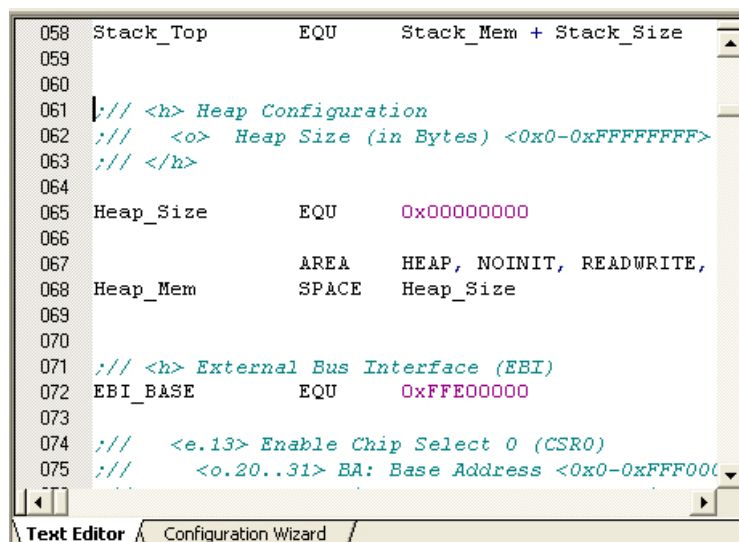 058 Stack_Top EQU Stack_Mem + Stack_Size
059
060
061 ;// <h> Heap Configuration
062 ;// <o> Heap Size (in Bytes) <0x0-0xFFFFFFFF>
063 ;// </h>
064
065 Heap_Size EQU 0x00000000
066
067 AREA HEAP, NOINIT, READWRITE,
068 Heap_Mem SPACE Heap_Size
069
070
071 ;// <h> External Bus Interface (EBI)
072 EBI_BASE EQU 0xFFE00000
073
074 ;// <e.13> Enable Chip Select 0 (CSR0)
075 ;// <o.20..31> BA: Base Address <0x0-0xFFF00
Text Editor Configuration Wizard